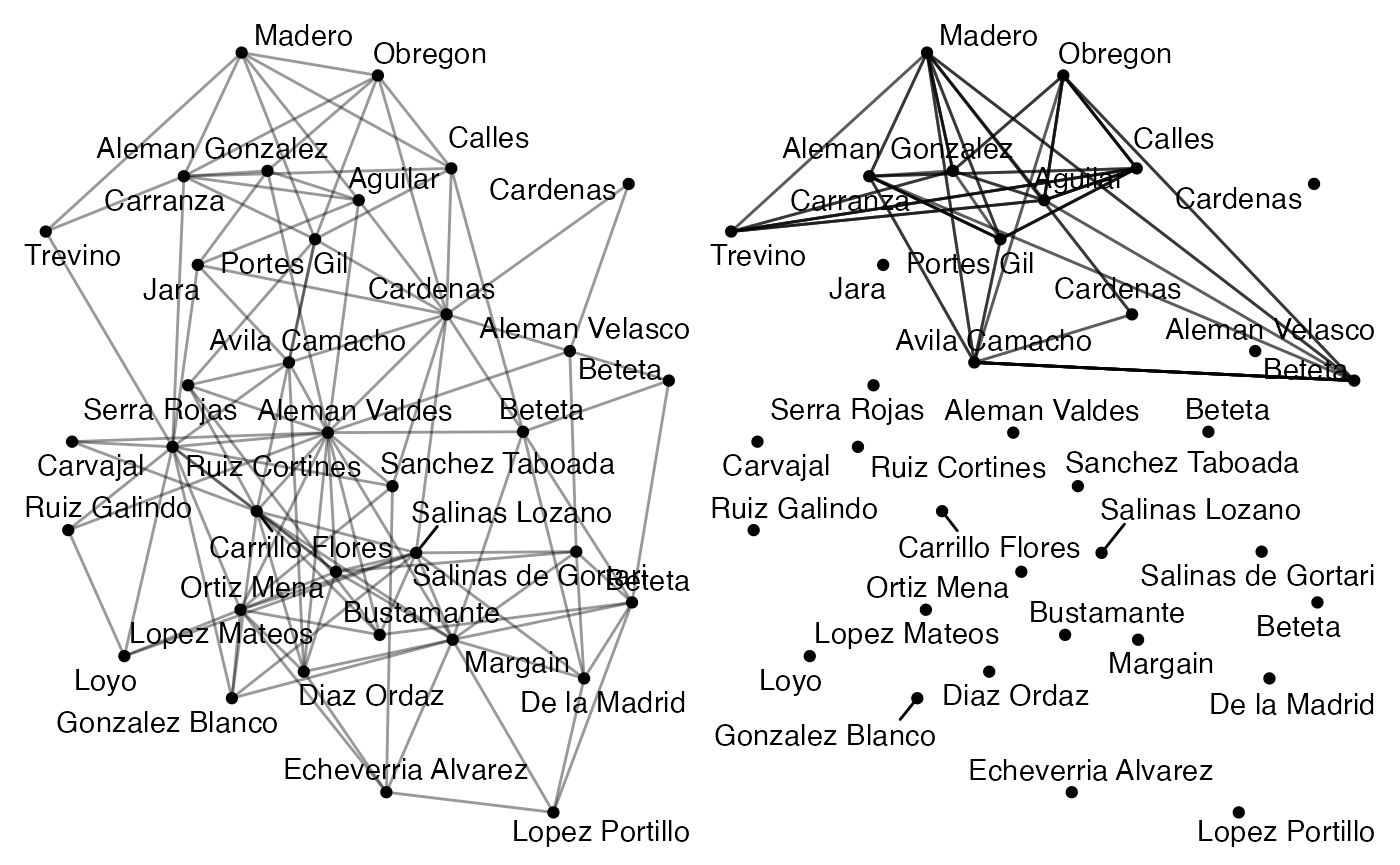 Madero
Obregon
Aleman Gonzalez
Calles
Aguilar
Cardenas
Carranza
Trevino
Portes Gil
Jara
Cardenas
Aleman Velasco
Avila Camacho
Beteta
Serra Rojas
Aleman Valdes
Beteta
Carvajal
Ruiz Cortines
Sanchez Taboada
Ruiz Galindo
Salinas Lozano
Carrillo Flores
Salinas de Gortari
Beteta
Ortiz Mena
Bustamante
Lopez Mateos
Margain
Loyo
Diaz Ordaz
De la Madrid
Gonzalez Blanco
Echeverria Alvarez
Lopez Portillo
Madero
Obregon
Aleman Gonzalez
Calles
Aguilar
Cardenas
Carranza
Trevino
Portes Gil
Jara
Cardenas
Aleman Velasco
Avila Camacho
Beteta
Serra Rojas
Aleman Valdes
Beteta
Carvajal
Ruiz Cortines
Sanchez Taboada
Ruiz Galindo
Salinas Lozano
Carrillo Flores
Salinas de Gortari
Ortiz Mena
Bustamante
Beteta
Lopez Mateos
Margain
Loyo
Diaz Ordaz
De la Madrid
Gonzalez Blanco
Echeverria Alvarez
Lopez Portillo